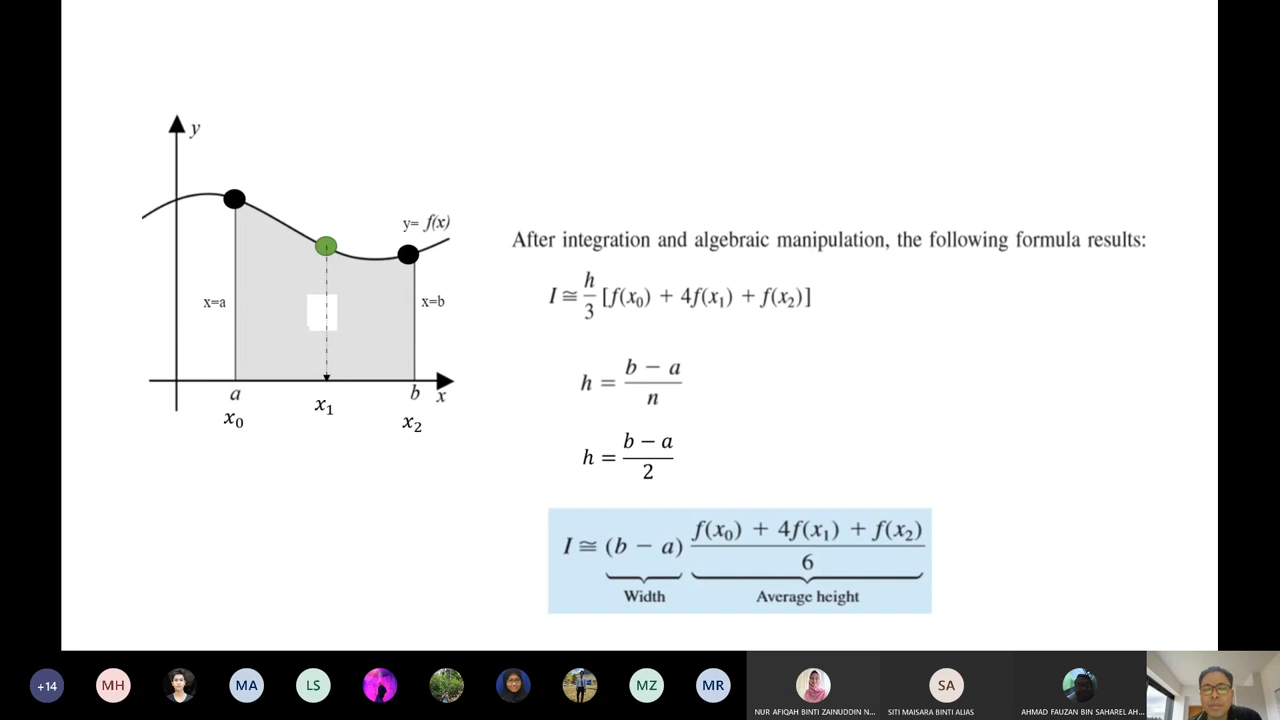 y
y= f(x)
x=a
x=b
a
b
x
x₀
x₁
x₂
After integration and algebraic manipulation, the following formula results:
I ≅ h/3 [f(x₀) + 4f(x₁) + f(x₂)]
h = b − a / n
h = b − a / 2
I ≅ (b − a) f(x₀) + 4f(x₁) + f(x₂) / 6
Width
Average height
+14
MH
MA
LS
MZ
MR
NUR AFIQAH BINTI ZAINUDDIN N...
SA
SITI MAISARA BINTI ALIAS
AHMAD FAUZAN BIN SAHAREL AH...